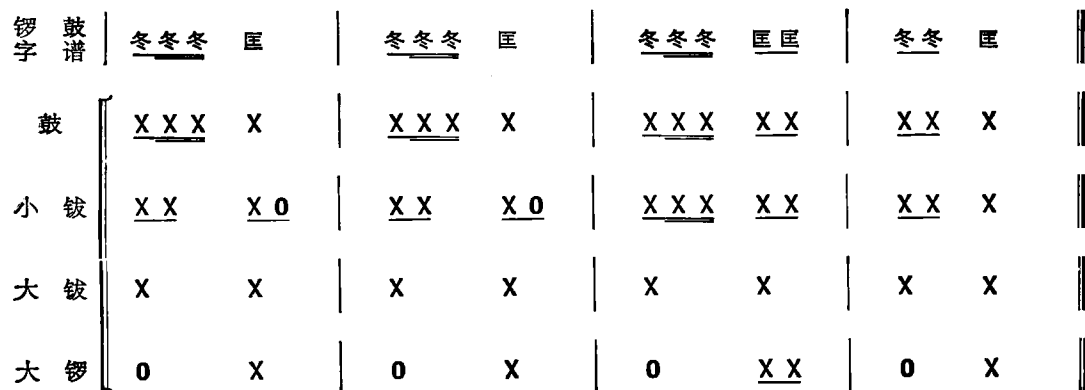 锣鼓字谱 | 冬冬冬 匡 | 冬冬冬 匡 | 冬冬冬 匡匡 | 冬冬 匡 ‖
鼓 X X X X | X X X X | X X X X X | X X X ‖
小钹 X X X 0 | X X X 0 | X X X X X | X X X ‖
大钹 X X | X X | X X | X X ‖
大锣 0 X | 0 X | 0 X X | 0 X ‖